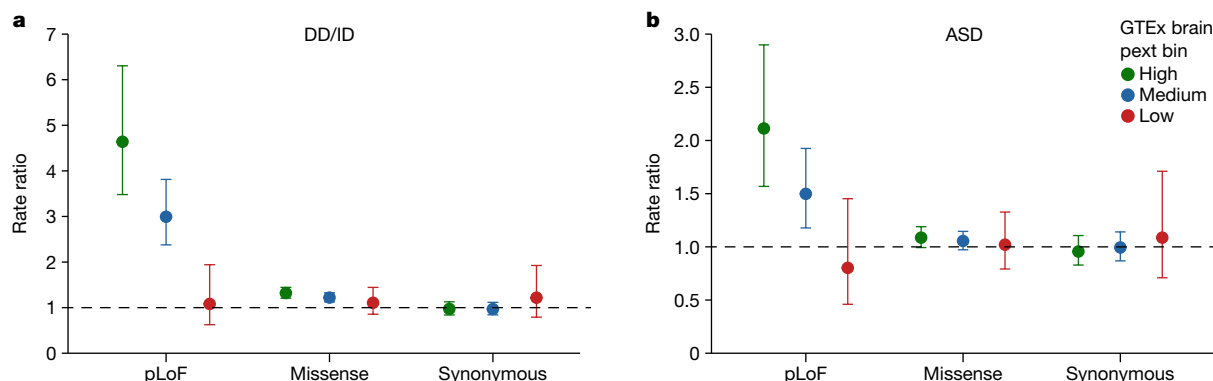 a
DD/ID
7
6
5
4
3
2
1
0
Rate ratio
pLoF
Missense
Synonymous
b
ASD
GTEx brain
pext bin
High
Medium
Low
3.0
2.5
2.0
1.5
1.0
0.5
0
Rate ratio
pLoF
Missense
Synonymous